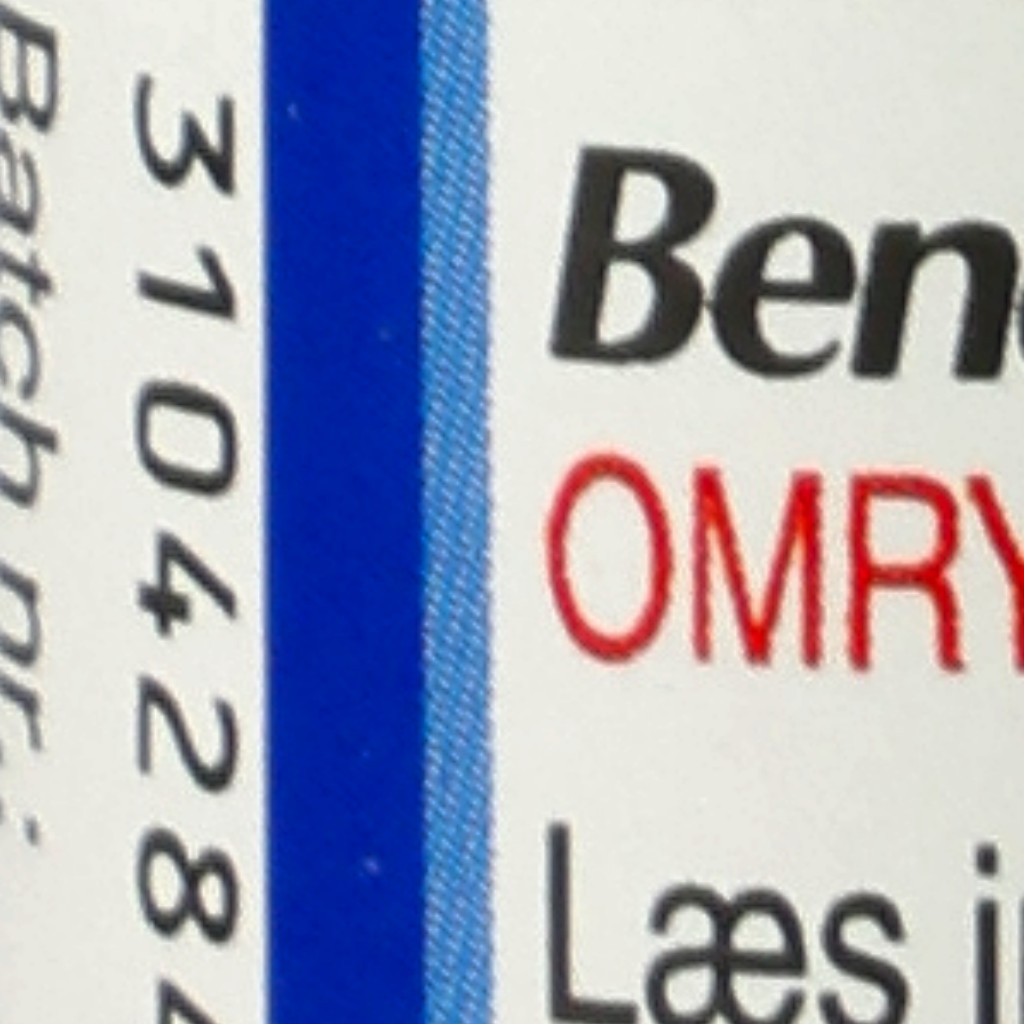 Batch nr.:
310428
Ben
OMRY
Læs i